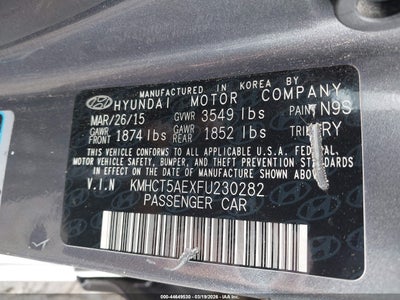 MANUFACTURED IN KOREA BY
HYUNDAI MOTOR COMPANY
MAR/26/15 GVWR 3549 lbs PAINT N9S
GAWR FRONT 1874 lbs GAWR REAR 1852 lbs TRIM RY
THIS VEHICLE CONFORMS TO ALL APPLICABLE U.S. FEDERAL
MOTOR VEHICLE SAFETY, BUMPER, AND THEFT PREVENTION STANDARDS
IN EFFECT ON THE DATE OF MANUFACTURE SHOWN ABOVE.
V.I.N KMHCT5AEXFU230282
PASSENGER CAR
ID: 44649530 - 03/19/2026 - © IAA, Inc.